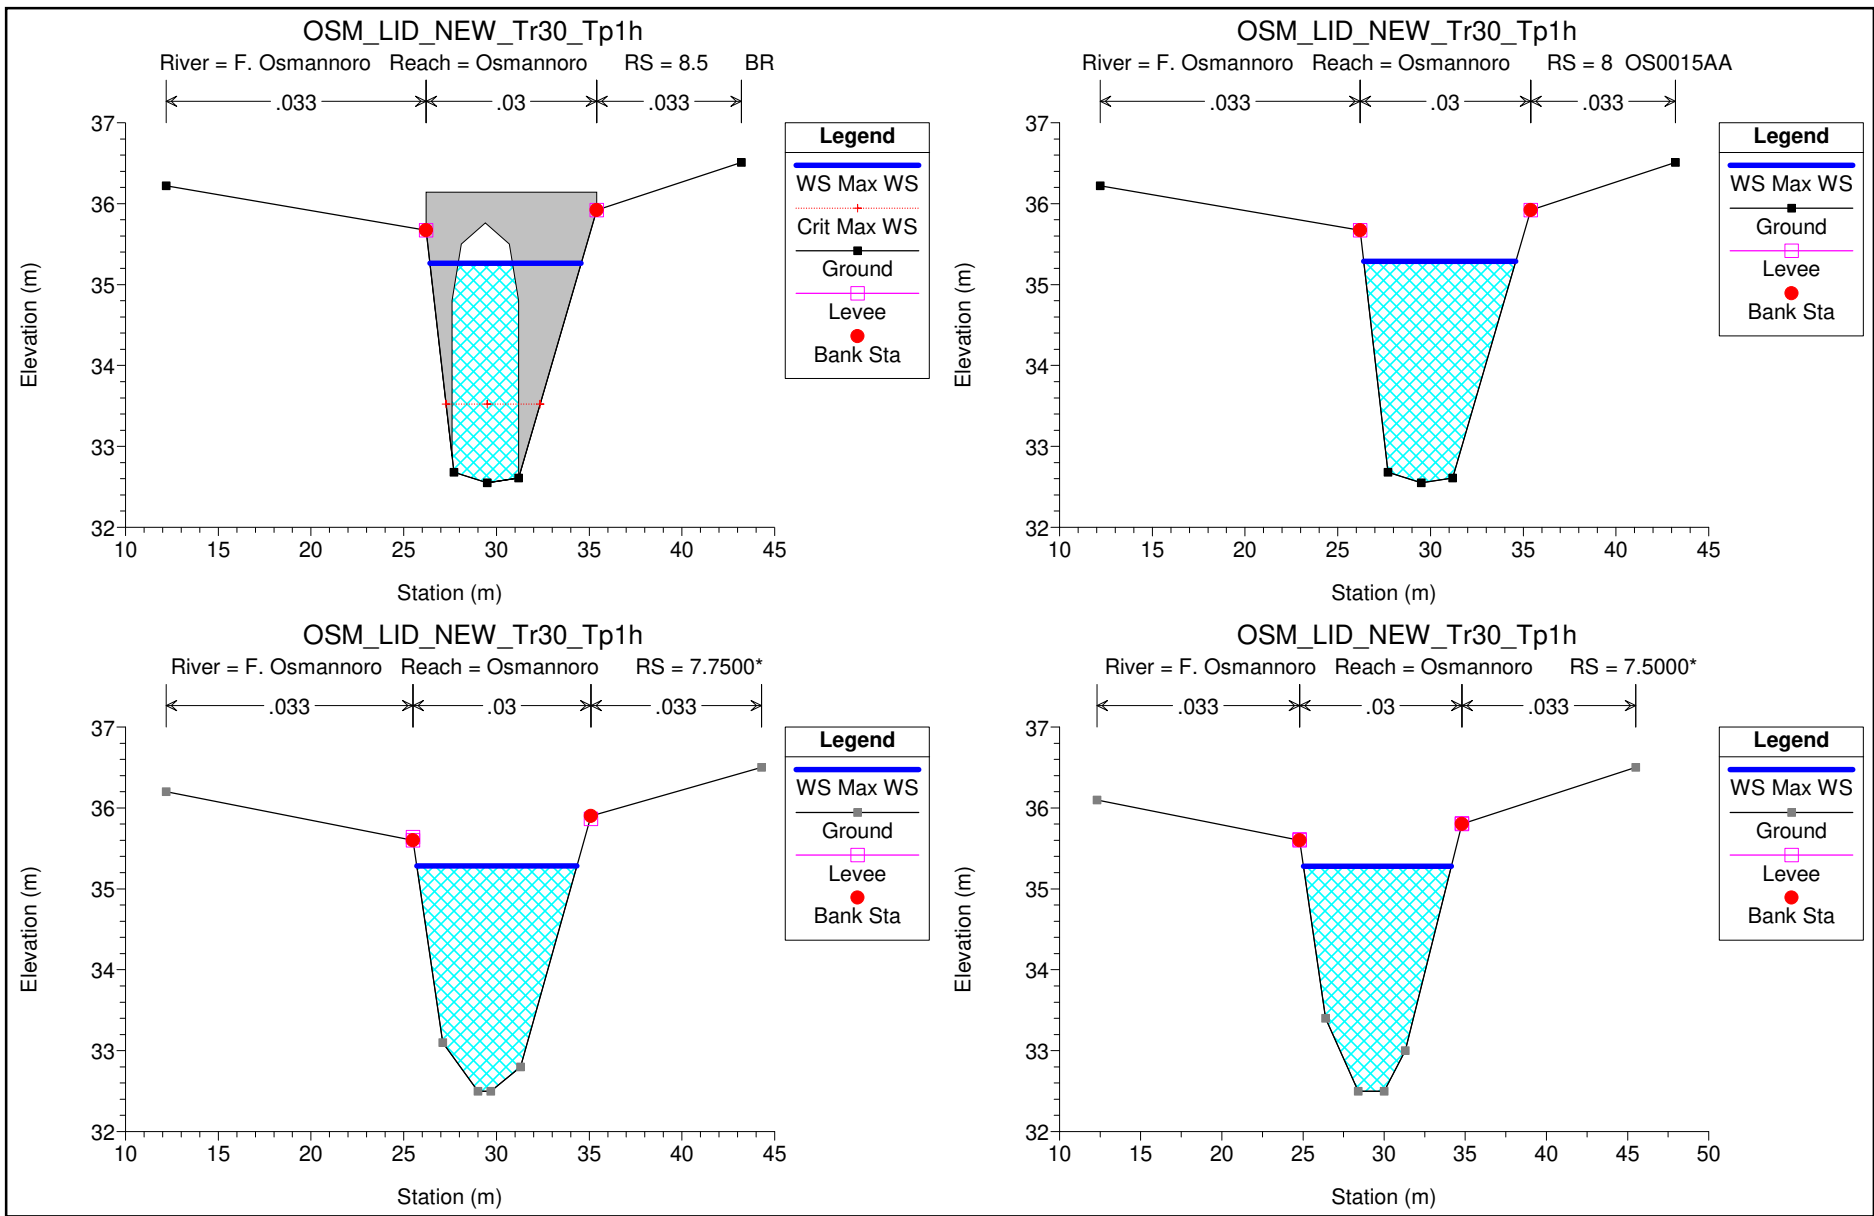 OSM_LID_NEW_Tr30_Tp1h
River = F. Osmannoro Reach = Osmannoro RS = 8.5 BR
.033 .03 .033
37
36
35
34
33
32
10 15 20 25 30 35 40 45
Elevation (m)
Station (m)
Legend
WS Max WS
Crit Max WS
Ground
Levee
Bank Sta
OSM_LID_NEW_Tr30_Tp1h
River = F. Osmannoro Reach = Osmannoro RS = 8 OS0015AA
.033 .03 .033
37
36
35
34
33
32
10 15 20 25 30 35 40 45
Elevation (m)
Station (m)
Legend
WS Max WS
Ground
Levee
Bank Sta
OSM_LID_NEW_Tr30_Tp1h
River = F. Osmannoro Reach = Osmannoro RS = 7.7500*
.033 .03 .033
37
36
35
34
33
32
10 15 20 25 30 35 40 45
Elevation (m)
Station (m)
Legend
WS Max WS
Ground
Levee
Bank Sta
OSM_LID_NEW_Tr30_Tp1h
River = F. Osmannoro Reach = Osmannoro RS = 7.5000*
.033 .03 .033
37
36
35
34
33
32
10 15 20 25 30 35 40 45 50
Elevation (m)
Station (m)
Legend
WS Max WS
Ground
Levee
Bank Sta